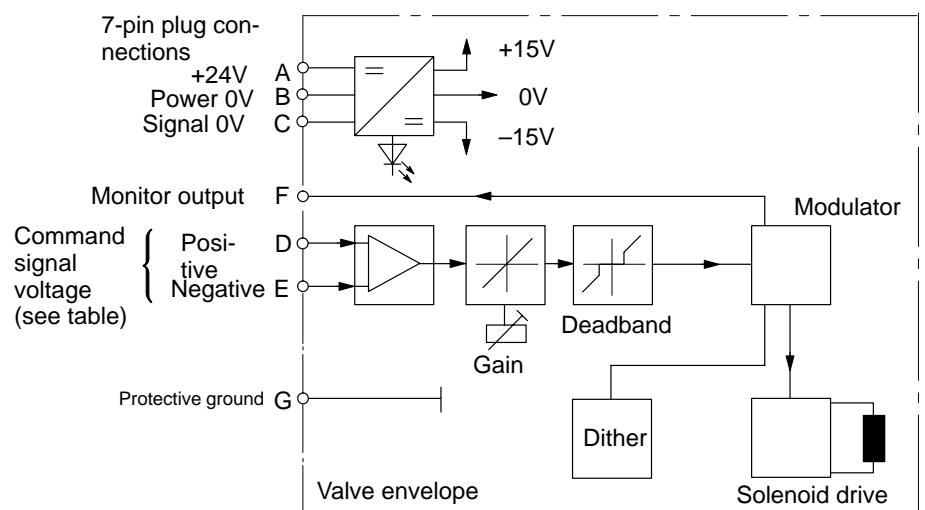 7-pin plug con-
nections
+24V A
Power 0V B
Signal 0V C
+15V
0V
–15V
Monitor output F
Modulator
Command
signal
voltage
(see table)
Posi-
tive
D
Negative E
Deadband
Gain
Protective ground G
Dither
Valve envelope
Solenoid drive